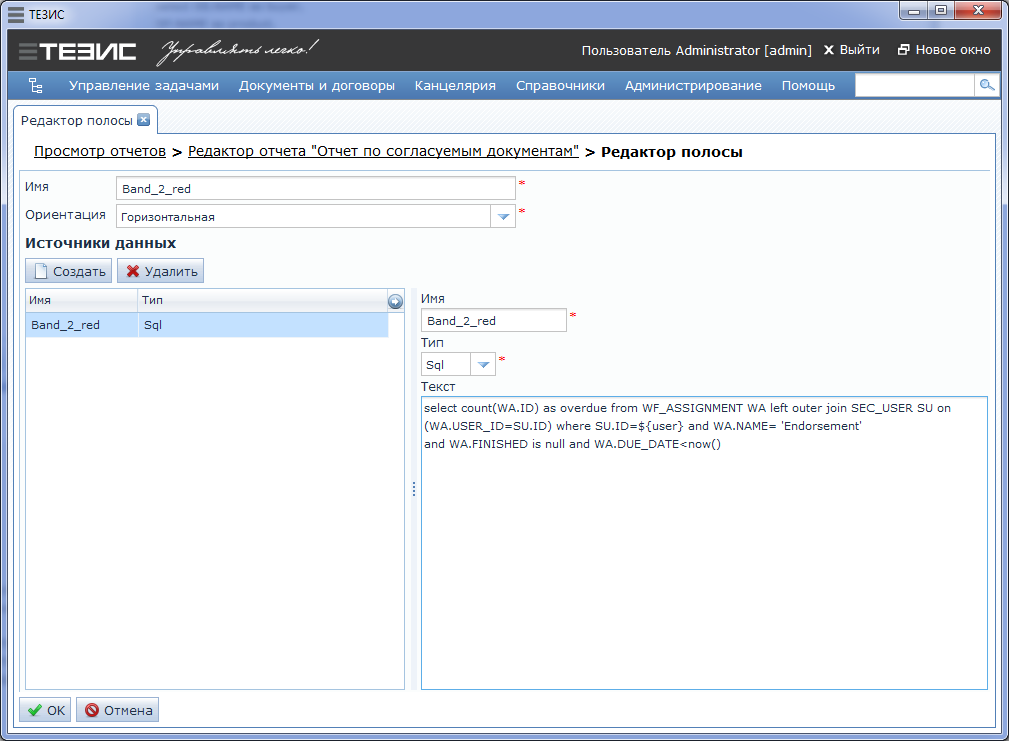 ТЕЗИС
ТЕЗИС Управлять легко!
Пользователь Administrator [admin] Выйти Новое окно
Управление задачами Документы и договоры Канцелярия Справочники Администрирование Помощь
Редактор полосы
Просмотр отчетов > Редактор отчета "Отчет по согласуемым документам" > Редактор полосы
Имя Band_2_red *
Ориентация Горизонтальная *
Источники данных
Создать Удалить
Имя Тип
Band_2_red Sql
Имя
Band_2_red *
Тип
Sql *
Текст
select count(WA.ID) as overdue from WF_ASSIGNMENT WA left outer join SEC_USER SU on
(WA.USER_ID=SU.ID) where SU.ID=${user} and WA.NAME= 'Endorsement'
and WA.FINISHED is null and WA.DUE_DATE<now()
OK Отмена